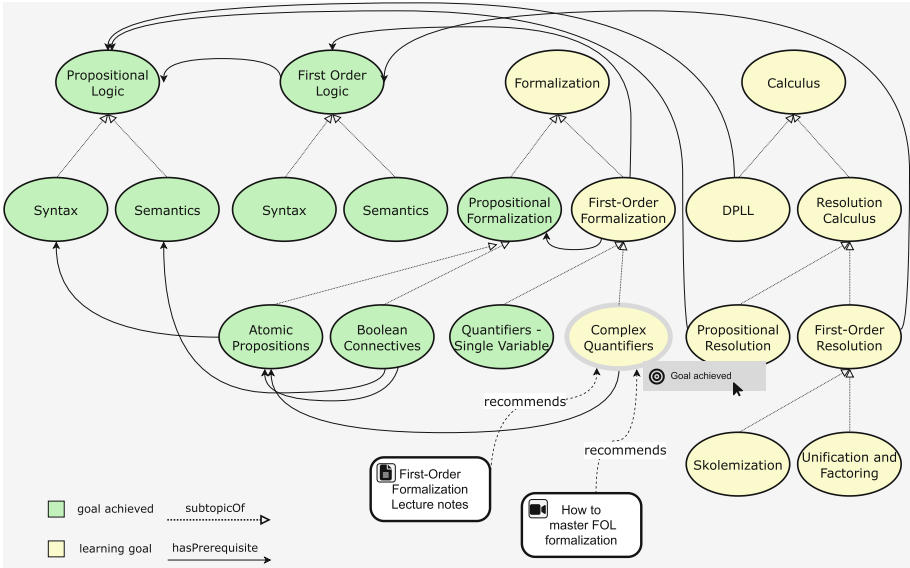 Propositional
Logic
First Order
Logic
Formalization
Calculus
Syntax
Semantics
Syntax
Semantics
Propositional
Formalization
First-Order
Formalization
DPLL
Resolution
Calculus
Atomic
Propositions
Boolean
Connectives
Quantifiers -
Single Variable
Complex
Quantifiers
Propositional
Resolution
First-Order
Resolution
Goal achieved
recommends
recommends
Skolemization
Unification and
Factoring
First-Order
Formalization
Lecture notes
How to
master FOL
formalization
goal achieved
subtopicOf
learning goal
hasPrerequisite